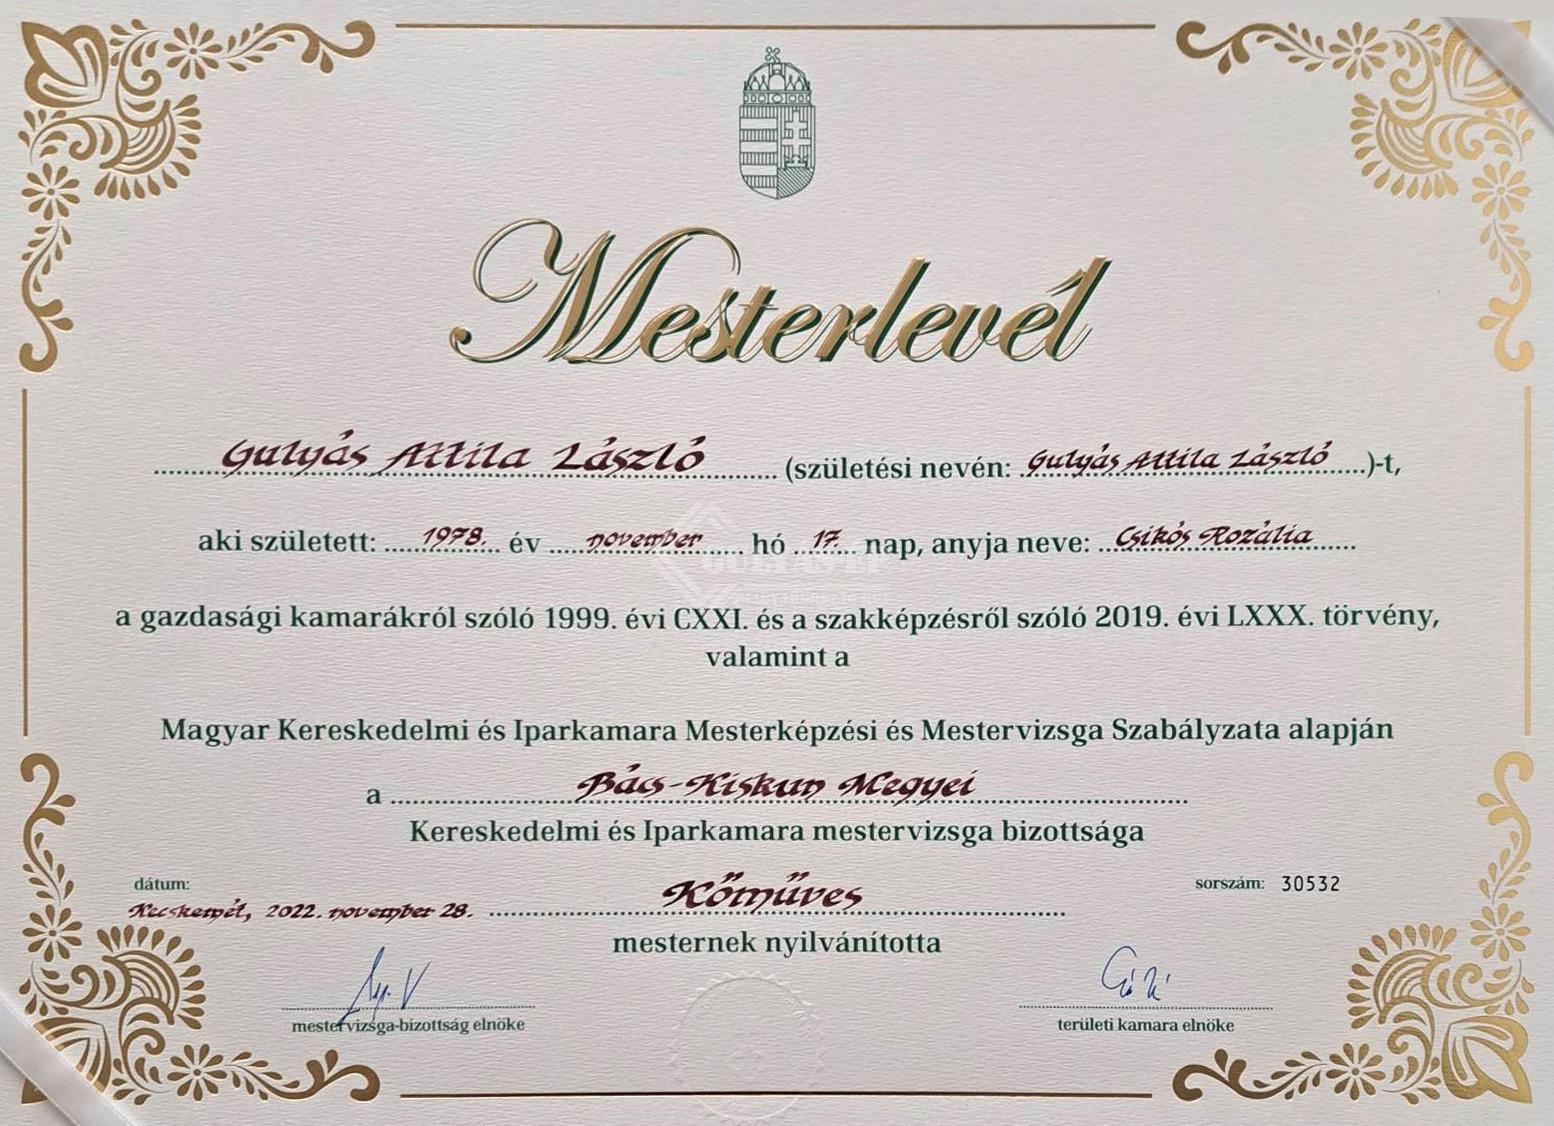 Mesterlevél
Gulyás Attila László (születési nevén: Gulyás Attila László)-t,
aki született: 1978. év november hó 17. nap, anyja neve: Csikós Rozália
a gazdasági kamarákról szóló 1999. évi CXXI. és a szakképzésről szóló 2019. évi LXXX. törvény,
valamint a
Magyar Kereskedelmi és Iparkamara Mesterképzési és Mestervizsga Szabályzata alapján
a Bács-Kiskun Megyei
Kereskedelmi és Iparkamara mestervizsga bizottsága
dátum:
Kecskemét, 2022. november 28.
Kőműves
sorszám: 30532
mesternek nyilvánította
mestervizsga-bizottság elnöke
területi kamara elnöke